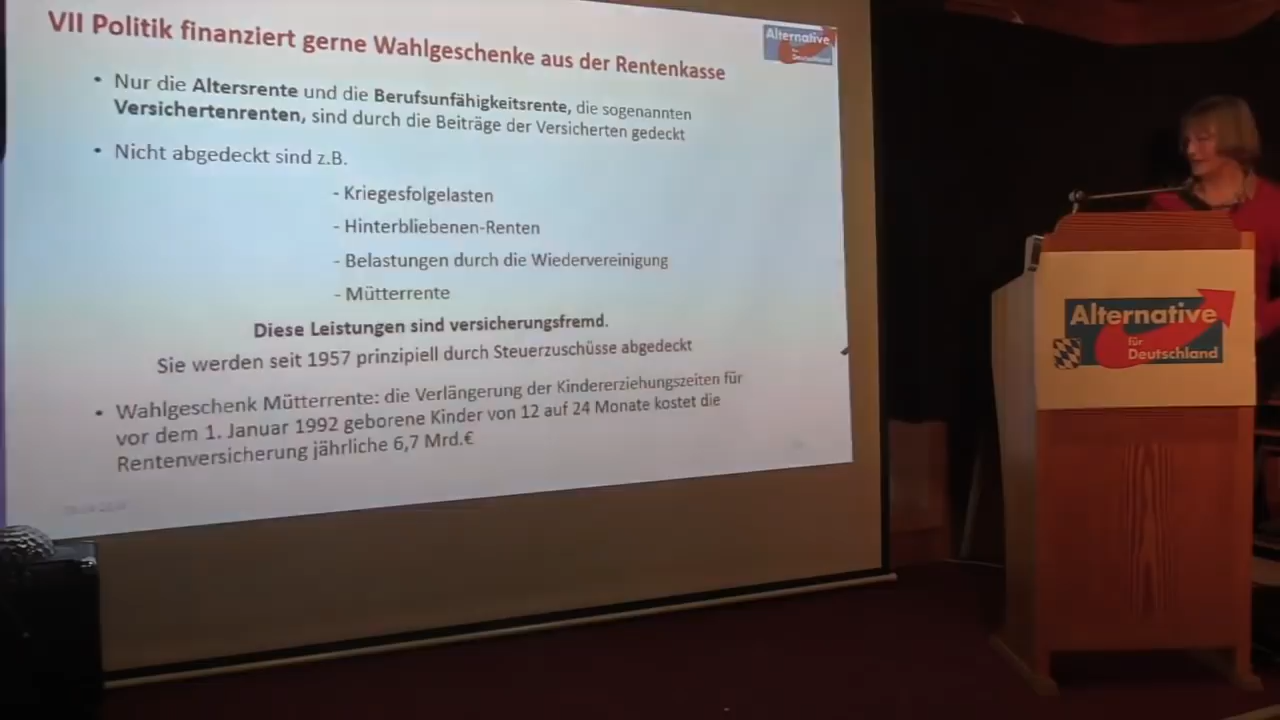 VII Politik finanziert gerne Wahlgeschenke aus der Rentenkasse
Alternative
für
Deutschland
• Nur die Altersrente und die Berufsunfähigkeitsrente, die sogenannten
Versichertenrenten, sind durch die Beiträge der Versicherten gedeckt
• Nicht abgedeckt sind z.B.
- Kriegesfolgelasten
- Hinterbliebenen-Renten
- Belastungen durch die Wiedervereinigung
- Mütterrente
Diese Leistungen sind versicherungsfremd.
Sie werden seit 1957 prinzipiell durch Steuerzuschüsse abgedeckt
• Wahlgeschenk Mütterrente: die Verlängerung der Kindererziehungszeiten für
vor dem 1. Januar 1992 geborene Kinder von 12 auf 24 Monate kostet die
Rentenversicherung jährliche 6,7 Mrd.€
Alternative
für
Deutschland